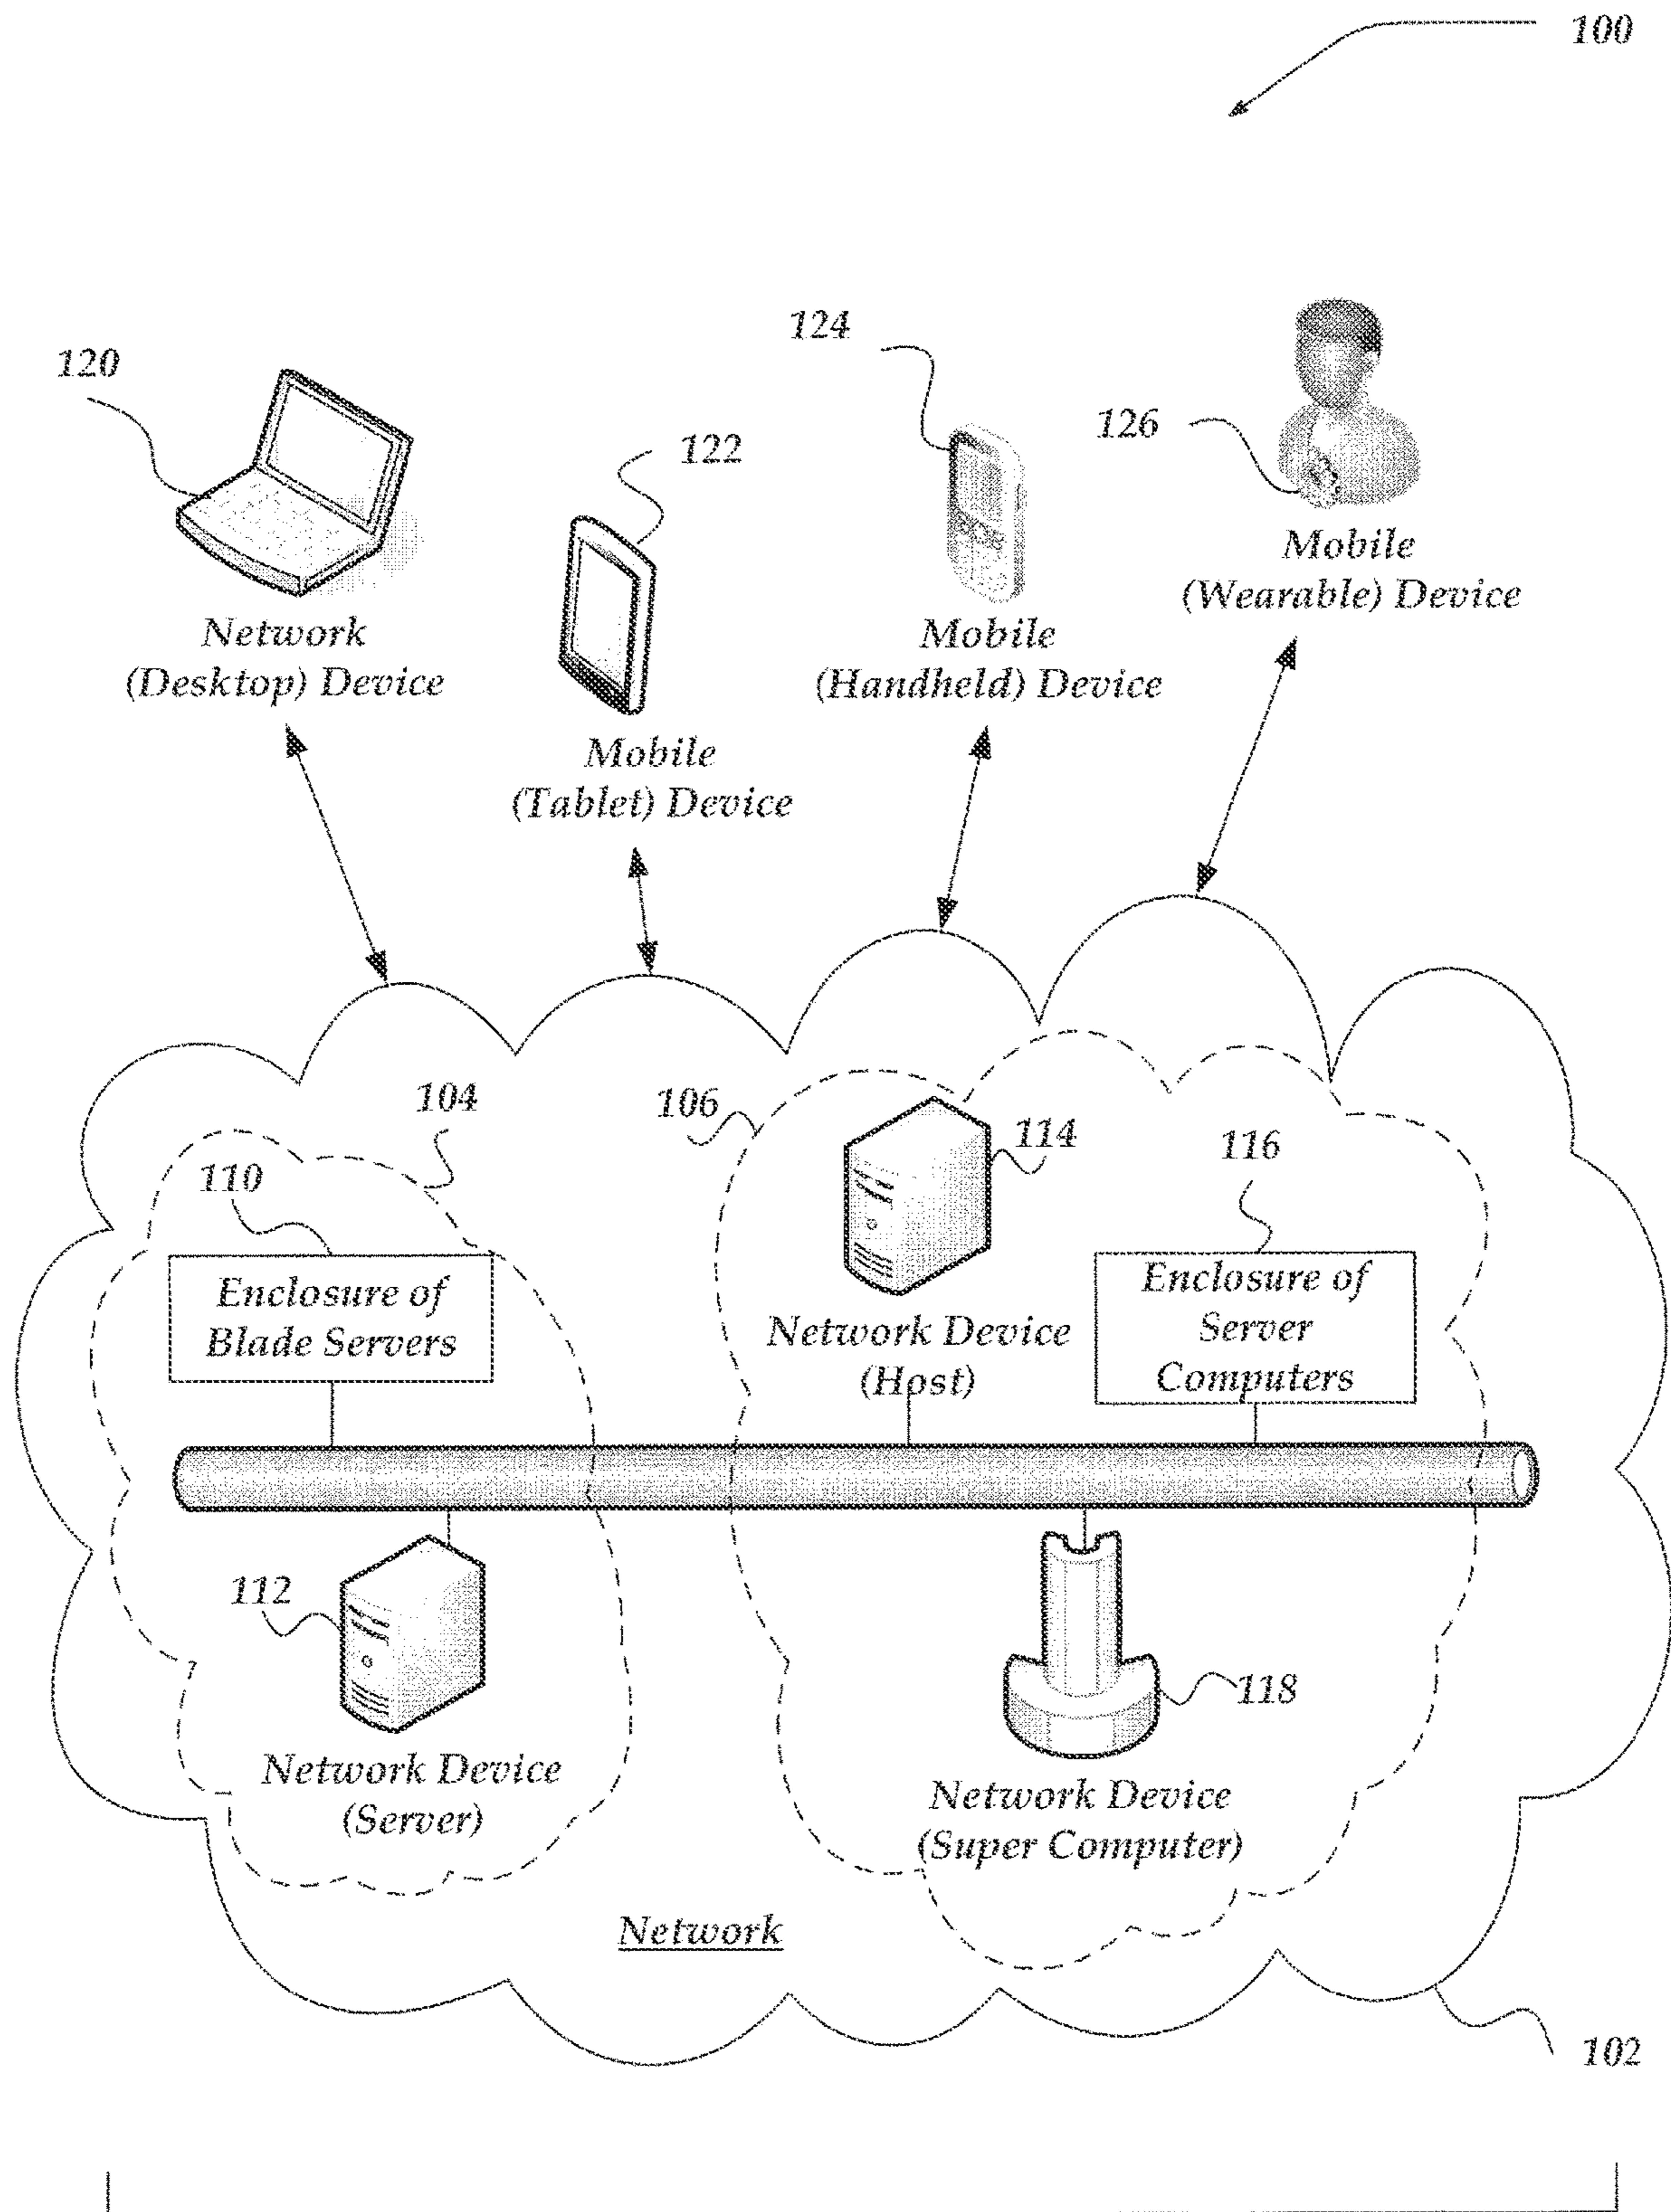 100
124
120
126
122
Mobile
(Wearable) Device
Network
(Desktop) Device
Mobile
(Handheld) Device
Mobile
(Tablet) Device
104
106
114
116
110
Enclosure of
Blade Servers
Network Device
(Host)
Enclosure of
Server
Computers
112
118
Network Device
(Server)
Network Device
(Super Computer)
Network
102